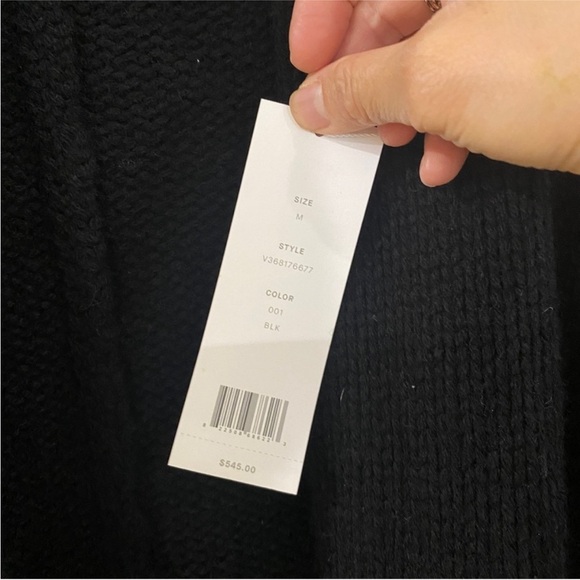 SIZE
M
STYLE
V368176677
COLOR
001
BLK
$545.00